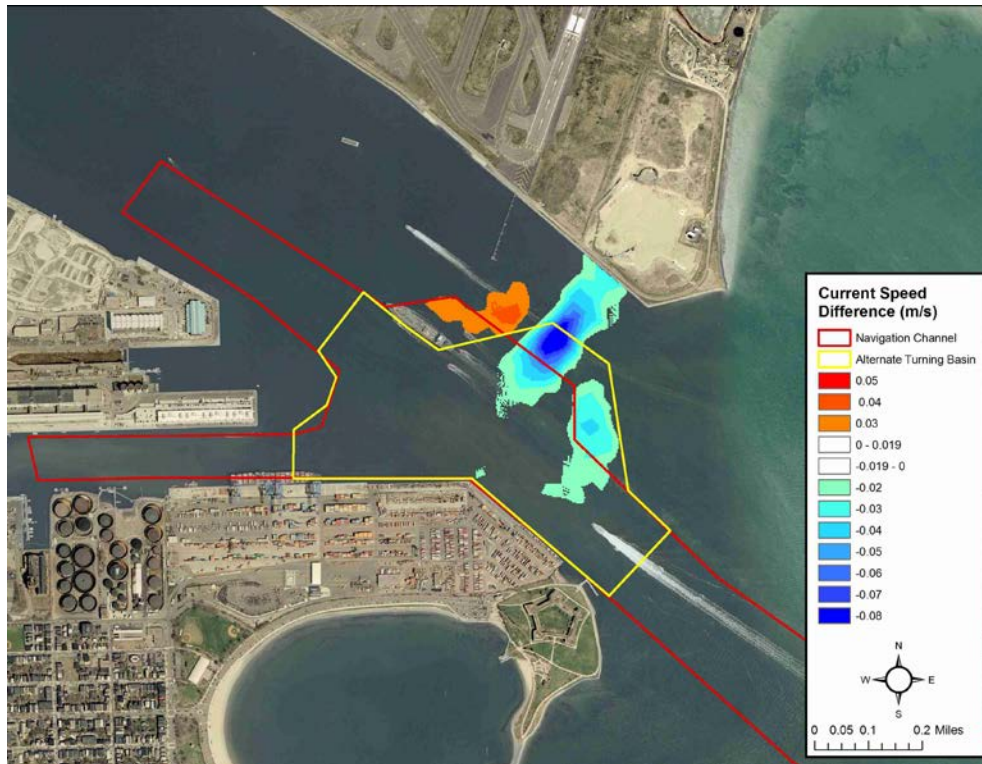 Current Speed
Difference (m/s)
Navigation Channel
Alternate Turning Basin
0.05
0.04
0.03
0 - 0.019
-0.019 - 0
-0.02
-0.03
-0.04
-0.05
-0.06
-0.07
-0.08
N
W E
S
0 0.05 0.1 0.2 Miles